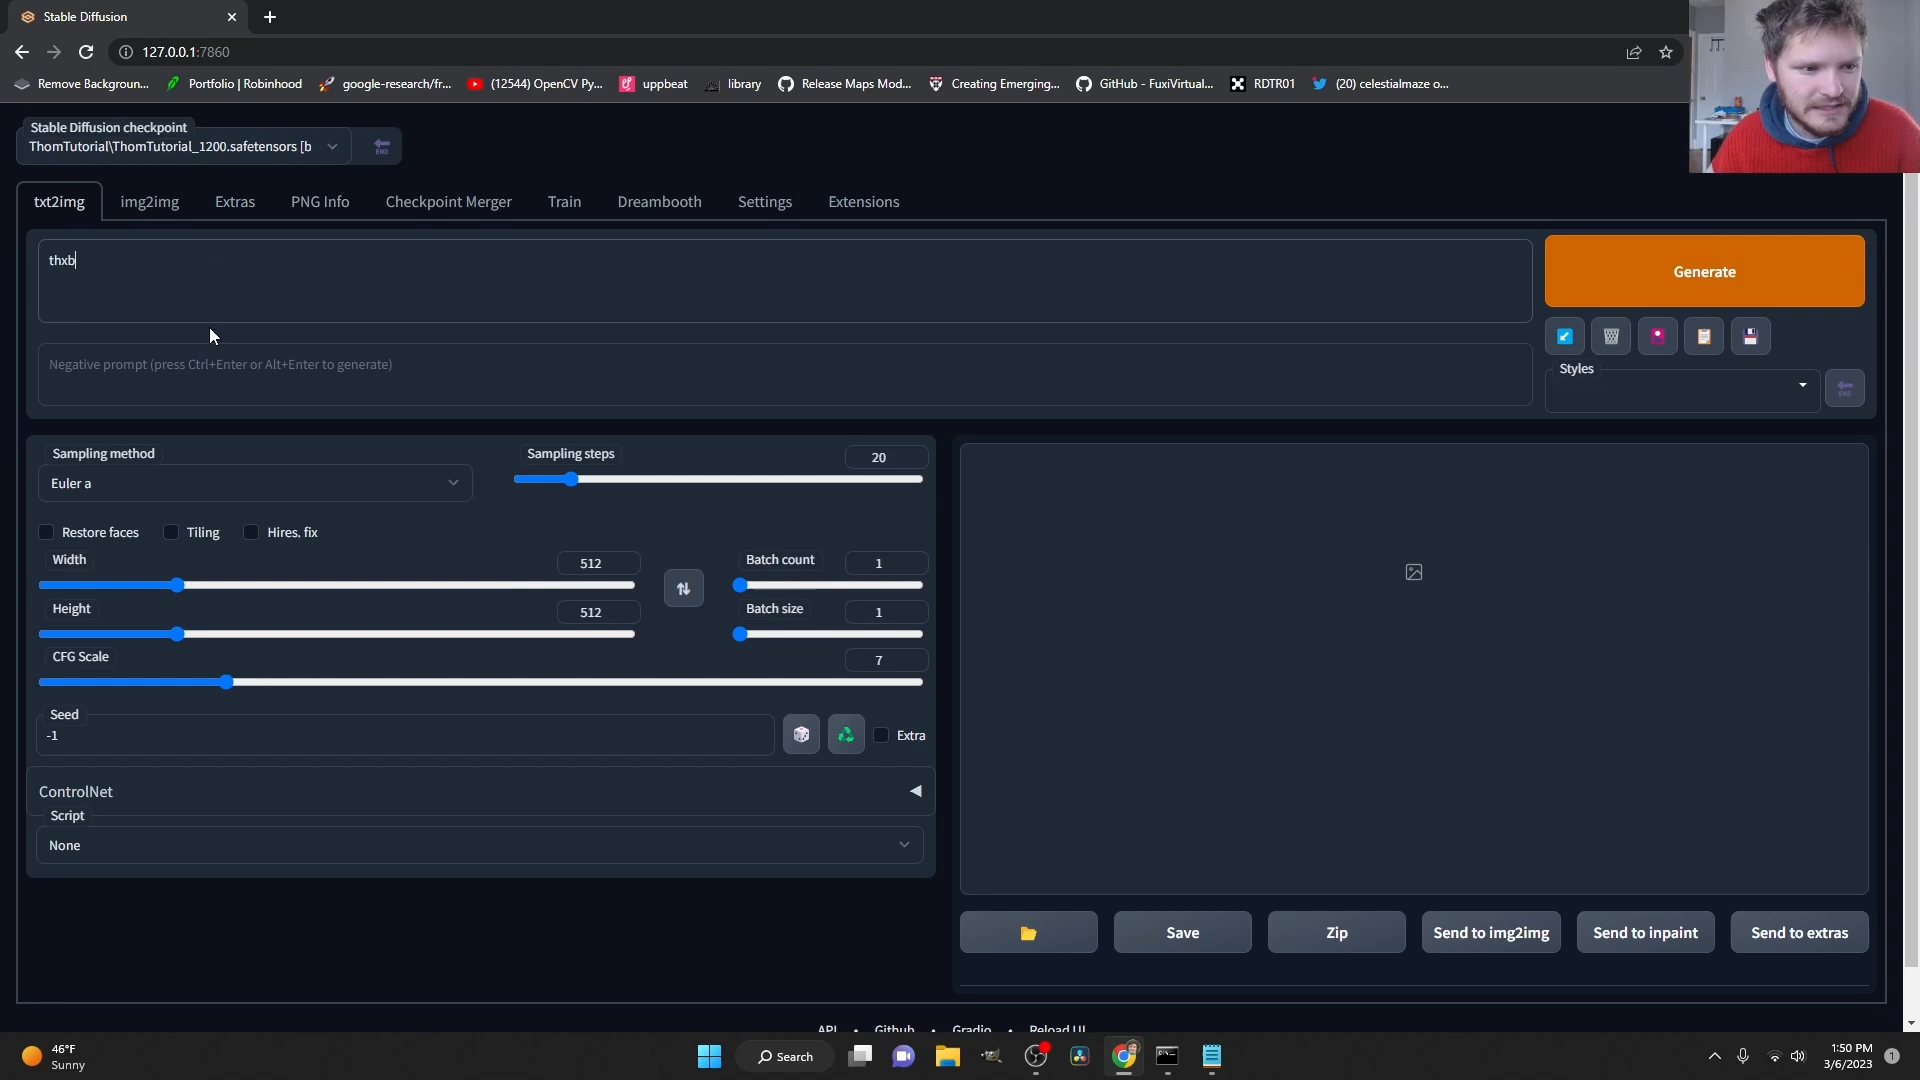 Stable Diffusion
127.0.0.1:7860
Remove Backgroun...
Portfolio | Robinhood
google-research/fr...
(12544) OpenCV Py...
uppbeat
library
Release Maps Mod...
Creating Emerging...
GitHub - FuxiVirtual...
RDTR01
(20) celestialmaze o...
Stable Diffusion checkpoint
ThomTutorial\ThomTutorial_1200.safetensors [b
txt2img
img2img
Extras
PNG Info
Checkpoint Merger
Train
Dreambooth
Settings
Extensions
thxb
Generate
Negative prompt (press Ctrl+Enter or Alt+Enter to generate)
Styles
Sampling method
Euler a
Sampling steps
20
Restore faces
Tiling
Hires. fix
Width
512
Batch count
1
Height
512
Batch size
1
CFG Scale
7
Seed
-1
Extra
ControlNet
Script
None
Save
Zip
Send to img2img
Send to inpaint
Send to extras
API • Github • Gradio • Reload UI
46°F
Sunny
Search
1:50 PM
3/6/2023
1